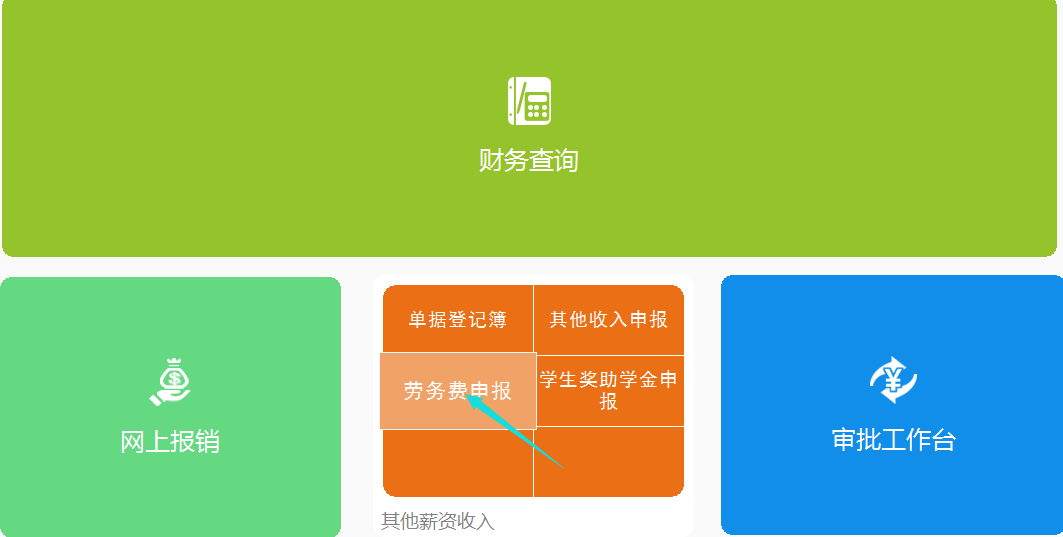 财务查询
网上报销
单据登记簿
其他收入申报
劳务费申报
学生奖助学金申
报
其他薪资收入
审批工作台